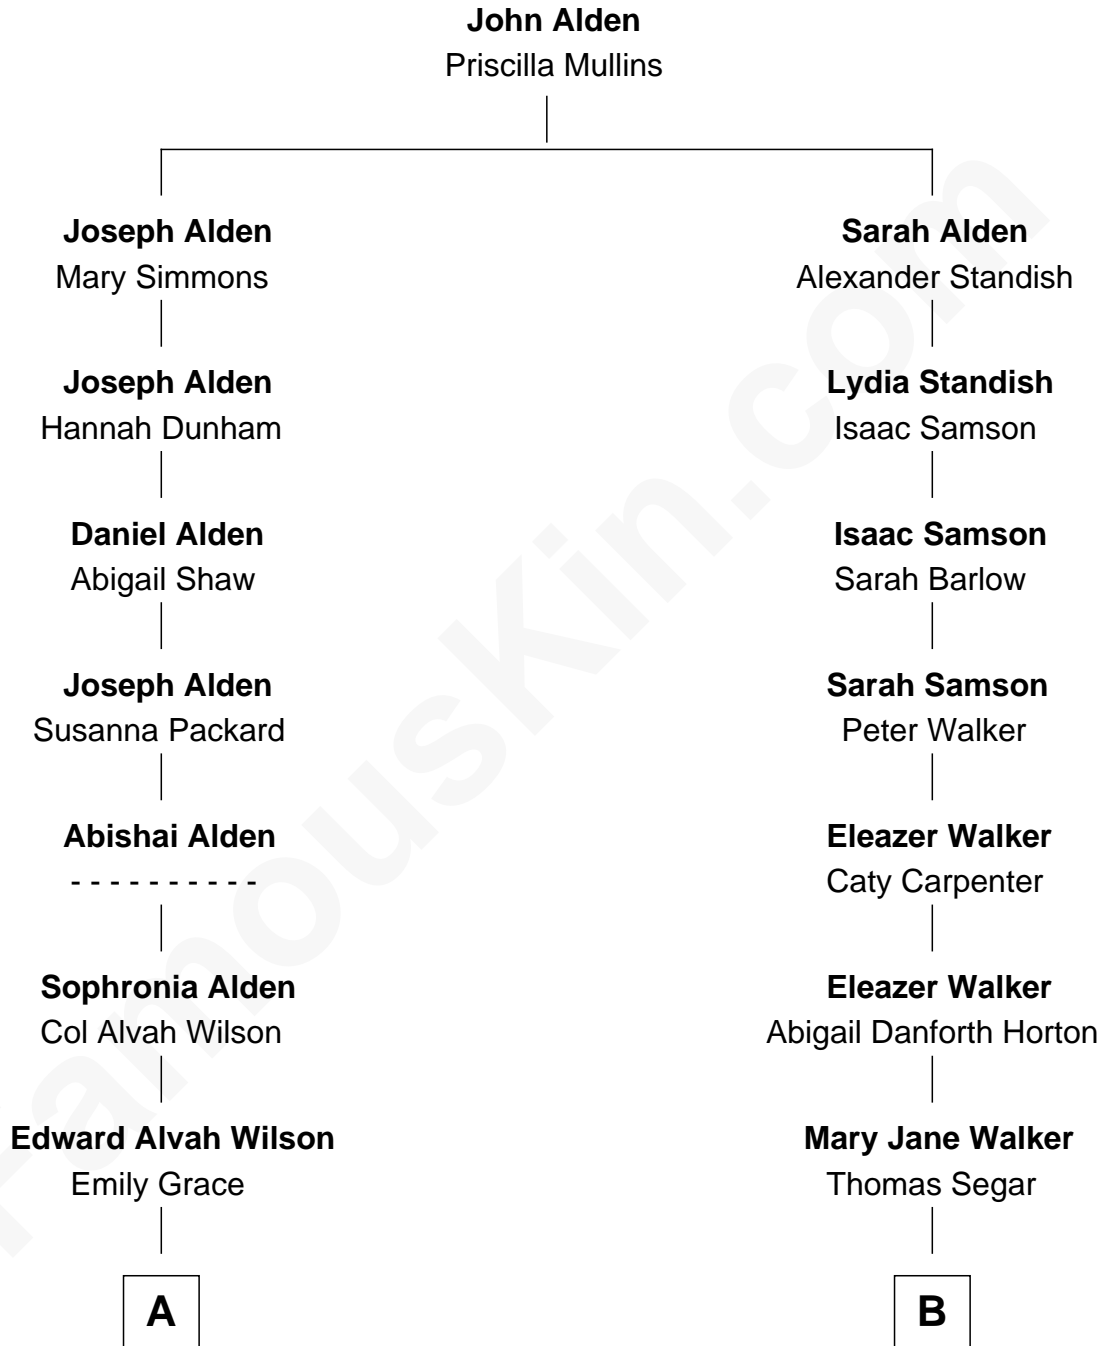 John Alden
Priscilla Mullins
Joseph Alden
Mary Simmons
Sarah Alden
Alexander Standish
Joseph Alden
Hannah Dunham
Lydia Standish
Isaac Samson
Daniel Alden
Abigail Shaw
Isaac Samson
Sarah Barlow
Joseph Alden
Susanna Packard
Sarah Samson
Peter Walker
Abishai Alden
- - - - - - - - - -
Eleazer Walker
Caty Carpenter
Sophronia Alden
Col Alvah Wilson
Eleazer Walker
Abigail Danforth Horton
Edward Alvah Wilson
Emily Grace
Mary Jane Walker
Thomas Segar
A
B
FamousKin.com